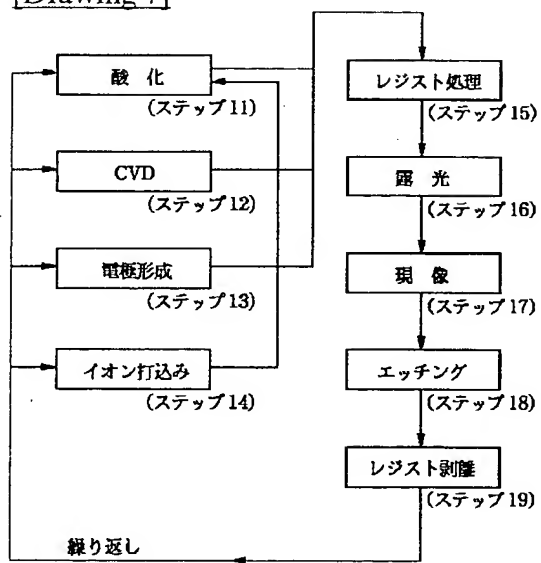 [Drawing 7]
酸 化
(ステップ11)
CVD
(ステップ12)
電極形成
(ステップ13)
イオン打込み
(ステップ14)
レジスト処理
(ステップ15)
露 光
(ステップ16)
現 像
(ステップ17)
エッチング
(ステップ18)
レジスト剥離
(ステップ19)
繰り返し